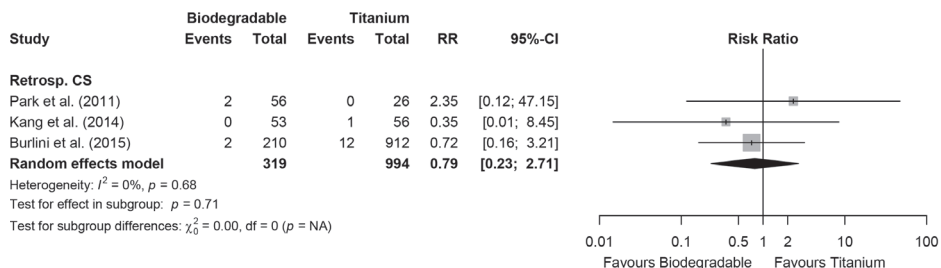 Biodegradable Titanium
Study Events Total Events Total RR 95%-CI Risk Ratio
Retrosp. CS
Park et al. (2011) 2 56 0 26 2.35 [0.12; 47.15]
Kang et al. (2014) 0 53 1 56 0.35 [0.01; 8.45]
Burlini et al. (2015) 2 210 12 912 0.72 [0.16; 3.21]
Random effects model 319 994 0.79 [0.23; 2.71]
Heterogeneity: I² = 0%, p = 0.68
Test for effect in subgroup: p = 0.71
Test for subgroup differences: χ²₀ = 0.00, df = 0 (p = NA)
0.01 0.1 0.5 1 2 10 100
Favours Biodegradable Favours Titanium